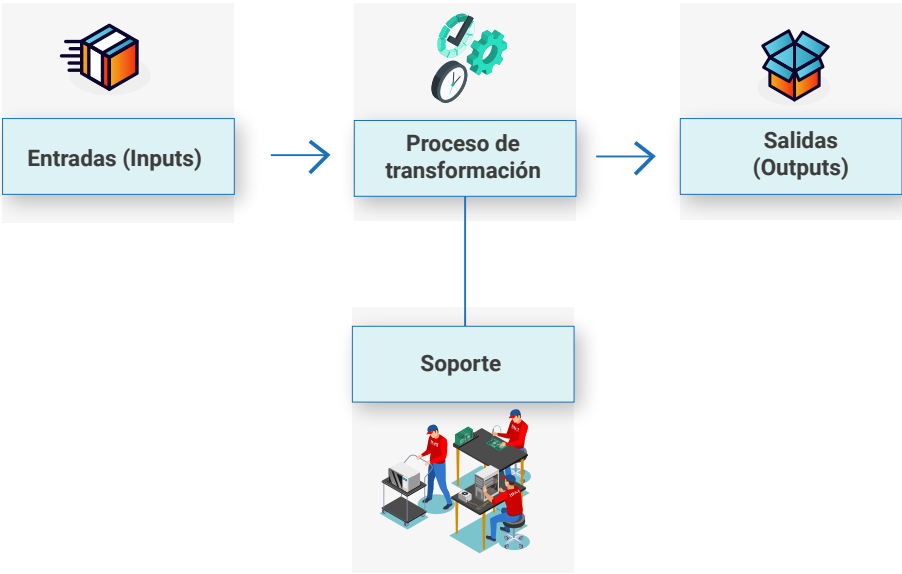 Entradas (Inputs)
Proceso de
transformación
Salidas
(Outputs)
Soporte